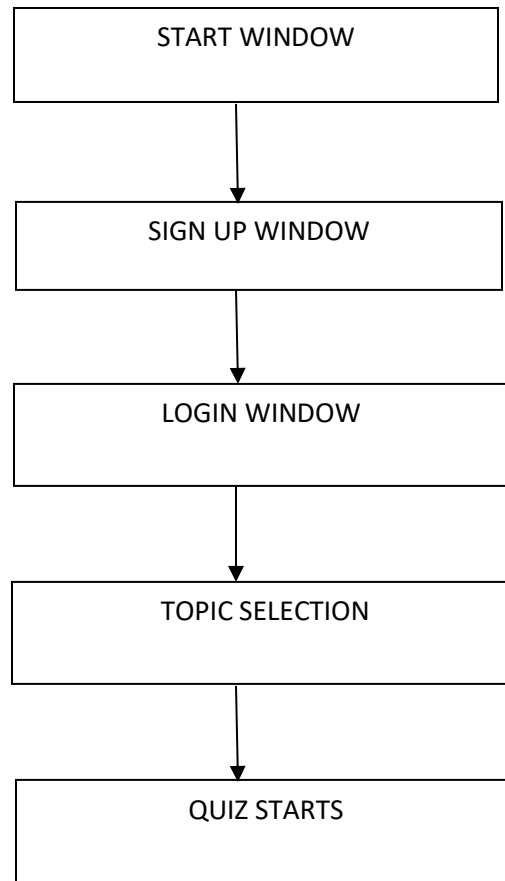 START WINDOW
SIGN UP WINDOW
LOGIN WINDOW
TOPIC SELECTION
QUIZ STARTS